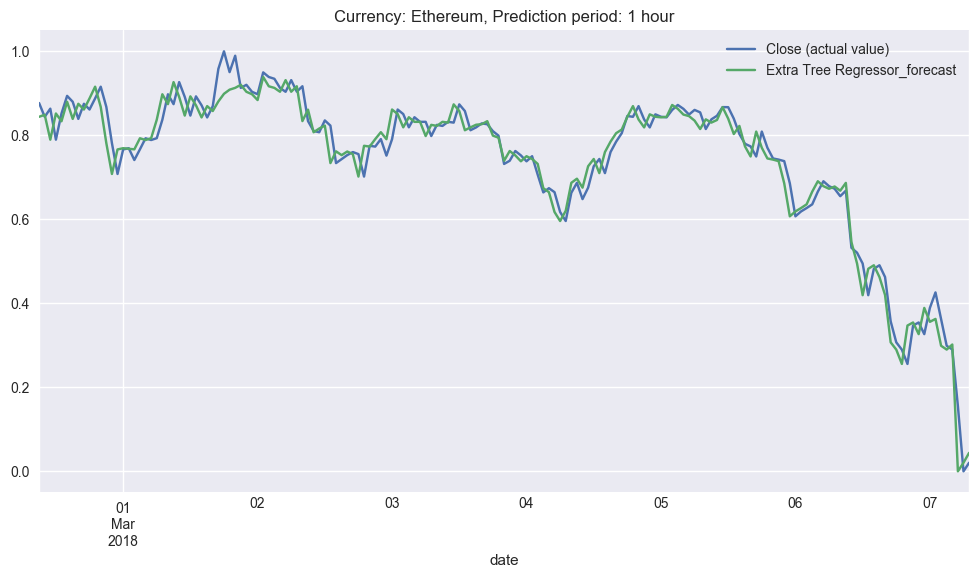 Currency: Ethereum, Prediction period: 1 hour
Close (actual value)
Extra Tree Regressor_forecast
1.0
0.8
0.6
0.4
0.2
0.0
01 02 03 04 05 06 07
Mar
2018
date